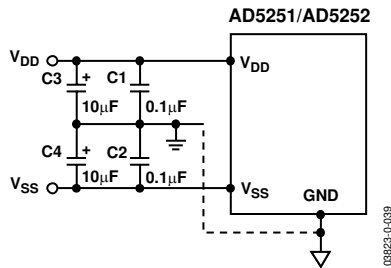 AD5251/AD5252
VDD
C3
+
C1
VDD
10µF
0.1µF
C4
+
C2
VSS
10µF
0.1µF
VSS
GND
03823-0-039